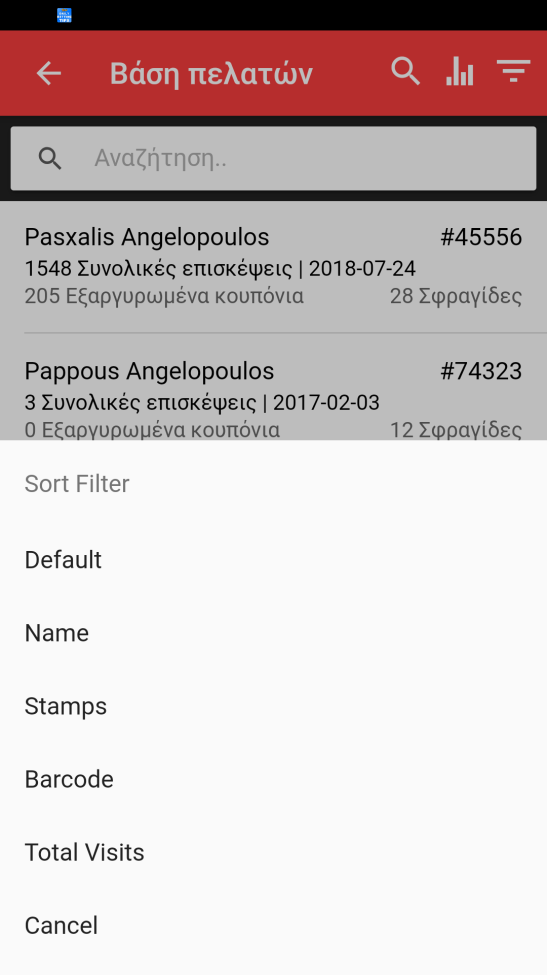 Βάση πελατών
Αναζήτηση..
Pasxalis Angelopoulos #45556
1548 Συνολικές επισκέψεις | 2018-07-24
205 Εξαργυρωμένα κουπόνια 28 Σφραγίδες
Pappous Angelopoulos #74323
3 Συνολικές επισκέψεις | 2017-02-03
0 Εξαργυρωμένα κουπόνια 12 Σφραγίδες
Sort Filter
Default
Name
Stamps
Barcode
Total Visits
Cancel